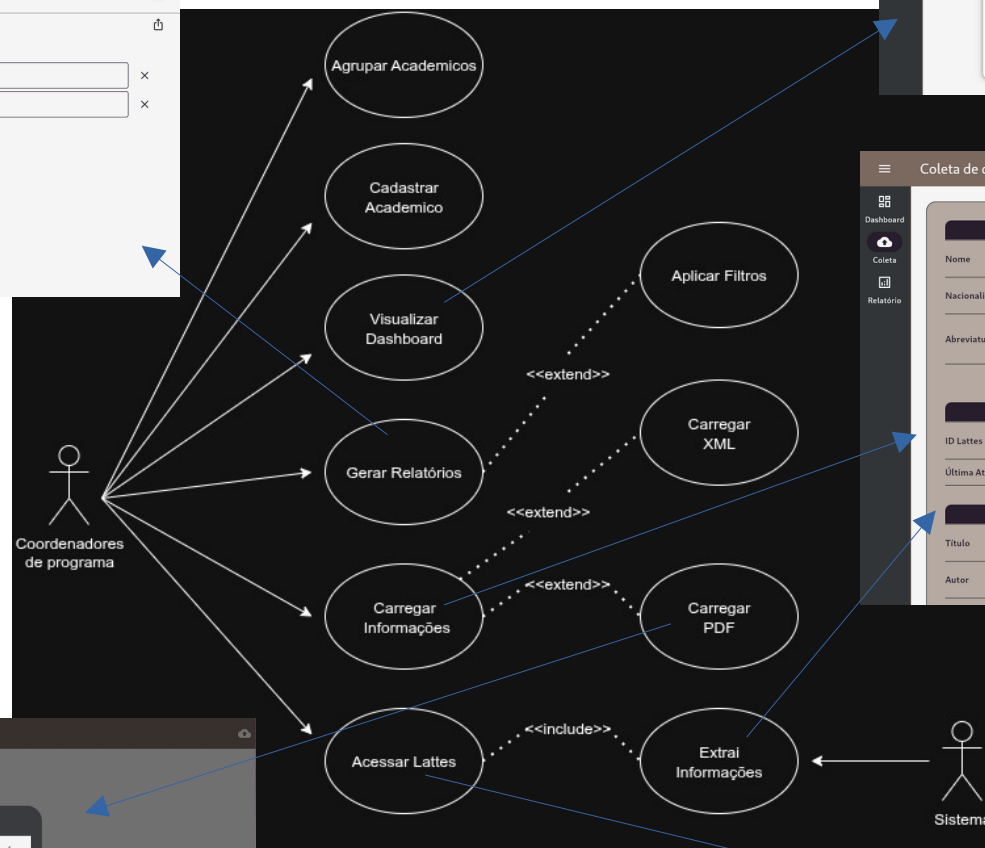 Agrupar Academicos
Cadastrar
Academico
Visualizar
Dashboard
Gerar Relatórios
Carregar
Informações
Acessar Lattes
Aplicar Filtros
<<extend>>
Carregar
XML
<<extend>>
<<extend>>
Carregar
PDF
<<include>>
Extrai
Informações
Coordenadores
de programa
Sistema
Coleta de
Dashboard
Coleta
Relatório
Nome
ID Lattes
Título
Autor